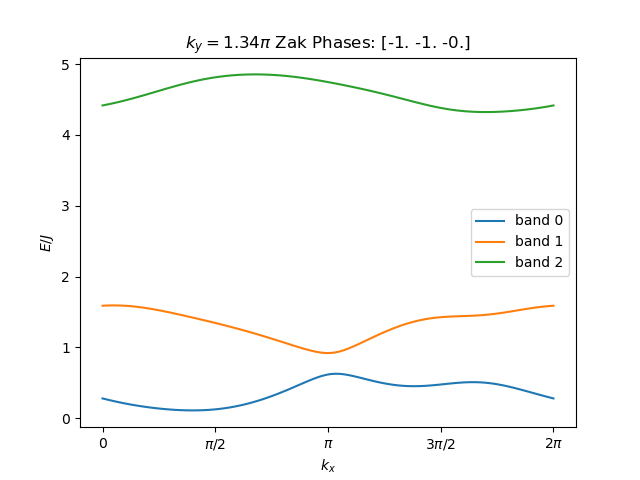 k_y = 1.34π Zak Phases: [-1. -1. -0.]
5
4
3
2
1
0
E/J
band 0
band 1
band 2
0
π/2
π
3π/2
2π
k_x